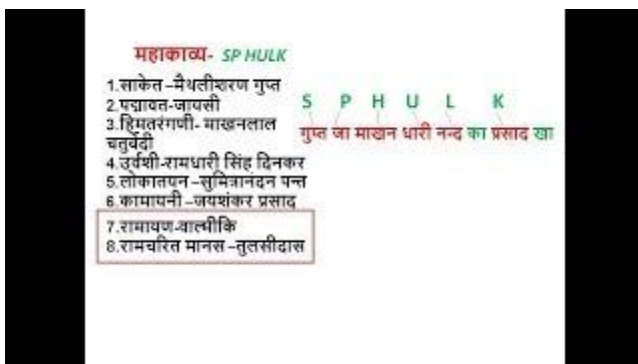 महाकाव्य- SP HULK
1.साकेत –मैथलीशरण गुप्त
2.पद्मावत-जायसी
3.हिमतरंगणी- माखनलाल
चतुर्वेदी
4.उर्वशी-रामधारी सिंह दिनकर
5.लोकातयन –सुमित्रानंदन पन्त
6.कामायनी –जयशंकर प्रसाद
7.रामायण-वाल्मीकि
8.रामचरित मानस –तुलसीदास
S P H U L K
गुप्त जा माखन धारी नन्द का प्रसाद खा